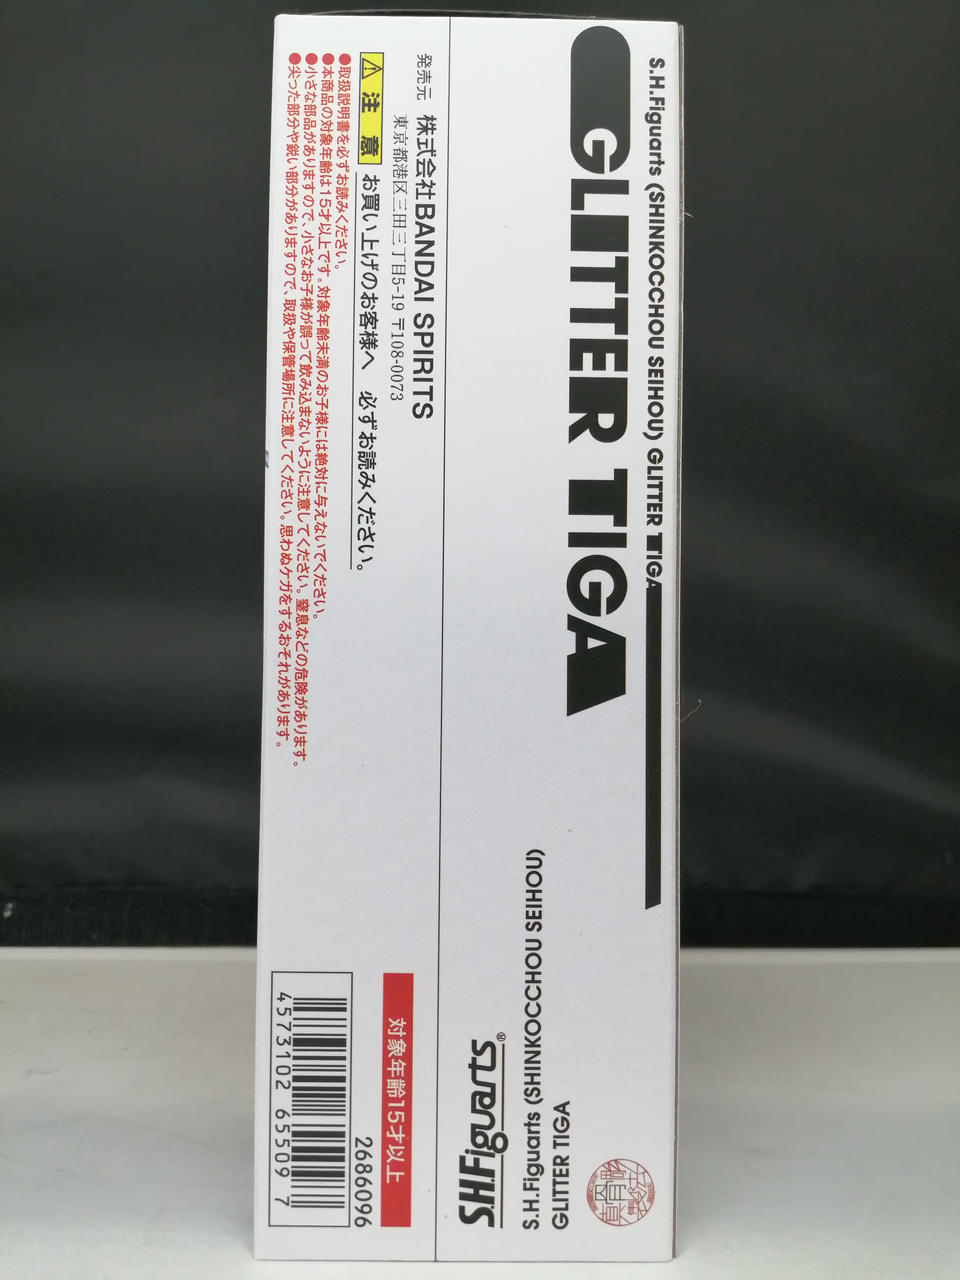 S.H.Figuarts (SHINKOCCHOU SEIHOU) GLITTER TIGA
GLITTER TIGA
S.H.Figuarts®
S.H.Figuarts (SHINKOCCHOU SEIHOU)
GLITTER TIGA
発売元 株式会社BANDAI SPIRITS
東京都港区三田三丁目5-19 〒108-0073
注意 お買い上げのお客様へ 必ずお読みください。
●取扱説明書を必ずお読みください。
●本商品の対象年齢は15才以上です。対象年齢未満のお子様には絶対に与えないでください。
●小さな部品がありますので、小さなお子様が誤って飲み込まないように注意してください。窒息などの危険があります。
●尖った部分や鋭い部分がありますので、取扱や保管場所に注意してください。思わぬケガをするおそれがあります。
対象年齢15才以上
2686096
4573102 655097